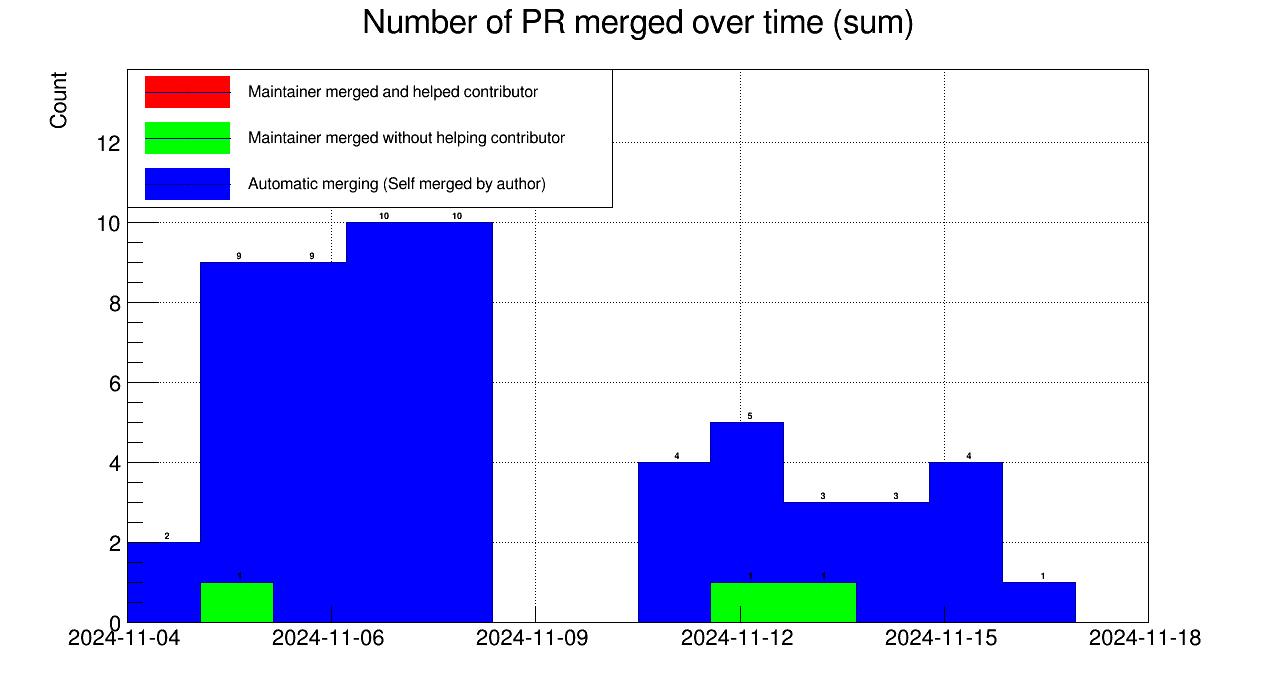 Number of PR merged over time (sum)
Count
Maintainer merged and helped contributor
Maintainer merged without helping contributor
Automatic merging (Self merged by author)
12
10
8
6
4
2
0
10 10
9 9
5
4 4
3 3
2
1 1 1 1
2024-11-04 2024-11-06 2024-11-09 2024-11-12 2024-11-15 2024-11-18